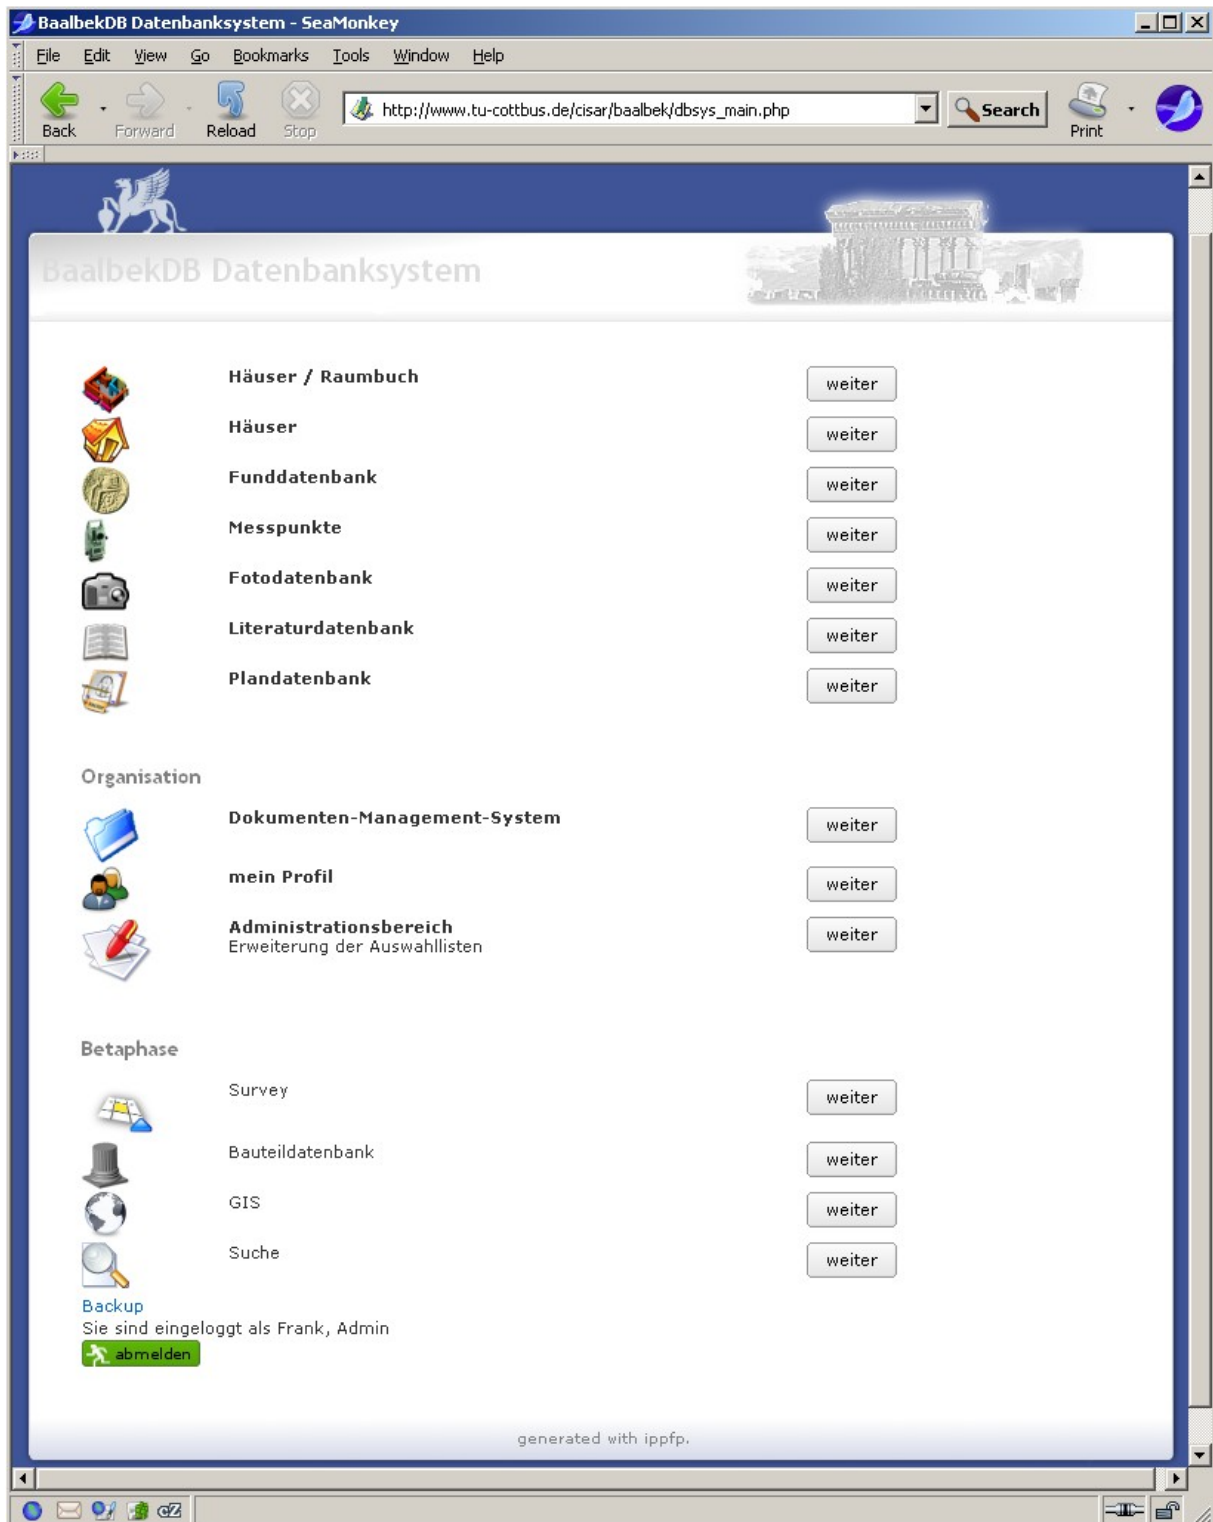 BaalbekDB Datenbanksystem - SeaMonkey
File Edit View Go Bookmarks Tools Window Help
Back Forward Reload Stop http://www.tu-cottbus.de/cisar/baalbek/dbsys_main.php Search Print
BaalbekDB Datenbanksystem
Häuser / Raumbuch weiter
Häuser weiter
Funddatenbank weiter
Messpunkte weiter
Fotodatenbank weiter
Literaturdatenbank weiter
Plandatenbank weiter
Organisation
Dokumenten-Management-System weiter
mein Profil weiter
Administrationsbereich weiter
Erweiterung der Auswahllisten
Betaphase
Survey weiter
Bauteildatenbank weiter
GIS weiter
Suche weiter
Backup
Sie sind eingeloggt als Frank, Admin
abmelden
generated with ippfp.
cZ